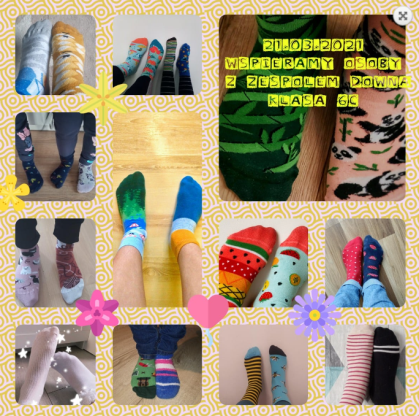 21.03.2021
WSPIERAMY OSOBY
Z ZESPOŁEM DOWNA
KLASA 6C